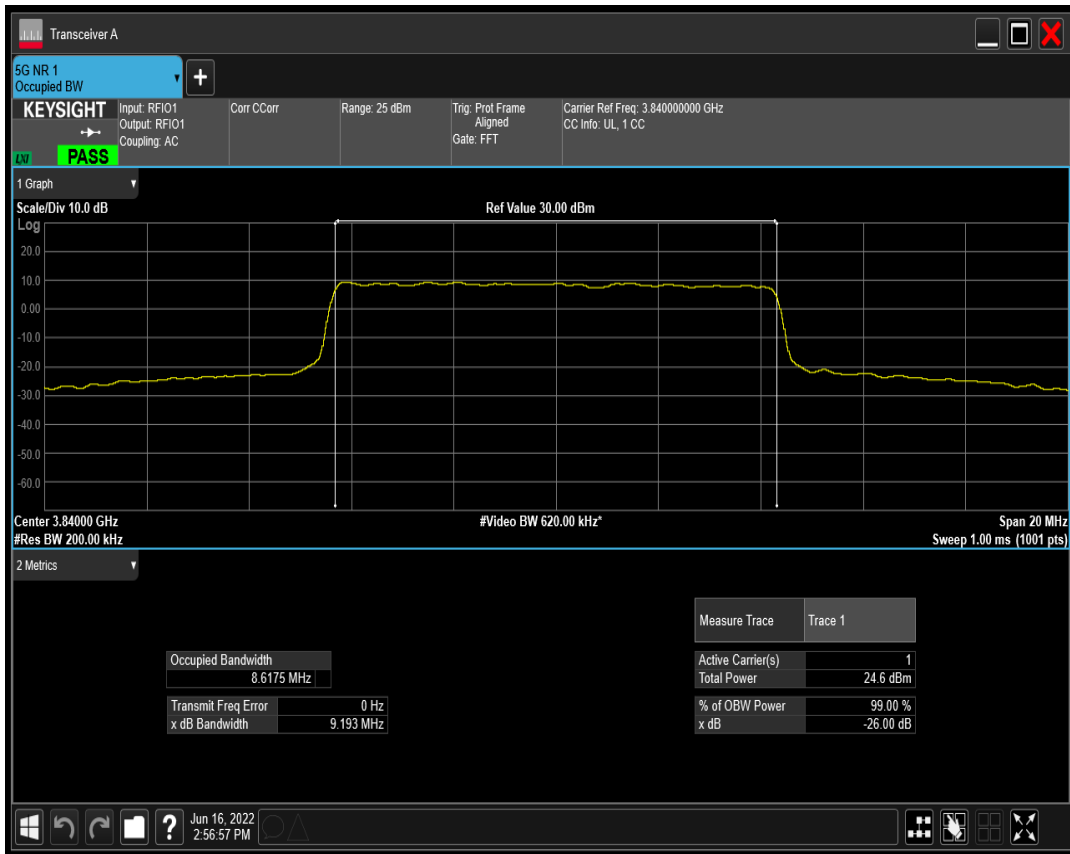 Transceiver A
5G NR 1
Occupied BW
+
KEYSIGHT
LXI
PASS
Input: RFIO1
Output: RFIO1
Coupling: AC
Corr CCorr
Range: 25 dBm
Trig: Prot Frame
Aligned
Gate: FFT
Carrier Ref Freq: 3.840000000 GHz
CC Info: UL, 1 CC
1 Graph
Scale/Div 10.0 dB
Ref Value 30.00 dBm
Log
20.0
10.0
0.00
-10.0
-20.0
-30.0
-40.0
-50.0
-60.0
Center 3.84000 GHz
#Video BW 620.00 kHz*
Span 20 MHz
#Res BW 200.00 kHz
Sweep 1.00 ms (1001 pts)
2 Metrics
Measure Trace Trace 1
Occupied Bandwidth
8.6175 MHz
Active Carrier(s) 1
Total Power 24.6 dBm
Transmit Freq Error 0 Hz
x dB Bandwidth 9.193 MHz
% of OBW Power 99.00 %
x dB -26.00 dB
?
Jun 16, 2022
2:56:57 PM